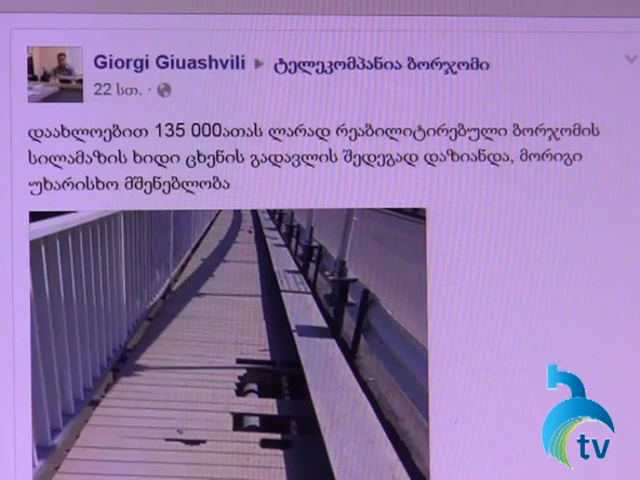 Giorgi Giuashvili ▸ ტელეკომპანია ბორჯომი
22 სთ. ·
დაახლოებით 135 000ათას ლარად რეაბილიტირებული ბორჯომის
სილამაზის ხიდი ცხენის გადავლის შედეგად დაზიანდა, მორიგი
უხარისხო მშენებლობა
tv